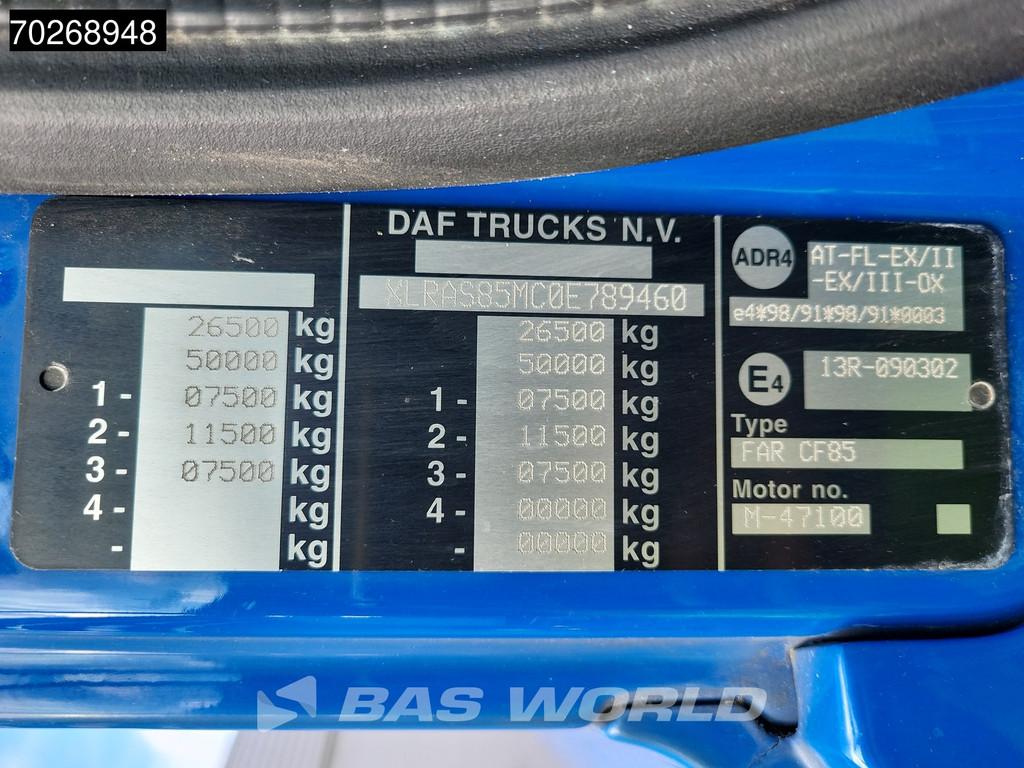 70268948
DAF TRUCKS N.V.
XLRAS85MC0E789460
26500 kg
50000 kg
1 - 07500 kg
2 - 11500 kg
3 - 07500 kg
4 - kg
- kg
26500 kg
50000 kg
1 - 07500 kg
2 - 11500 kg
3 - 07500 kg
4 - 00000 kg
- 00000 kg
ADR4
AT-FL-EX/II
-EX/III-OX
e4*98/91*98/91*0003
E4
13R-090302
Type
FAR CF85
Motor no.
M-47100
BAS WORLD